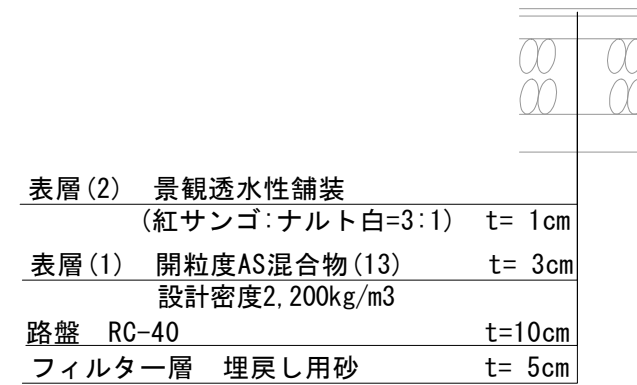 表層(2) 景観透水性舗装
(紅サンゴ:ナルト白=3:1) t= 1cm
表層(1) 開粒度AS混合物(13) t= 3cm
設計密度2,200kg/m3
路盤 RC-40 t=10cm
フィルター層 埋戻し用砂 t= 5cm